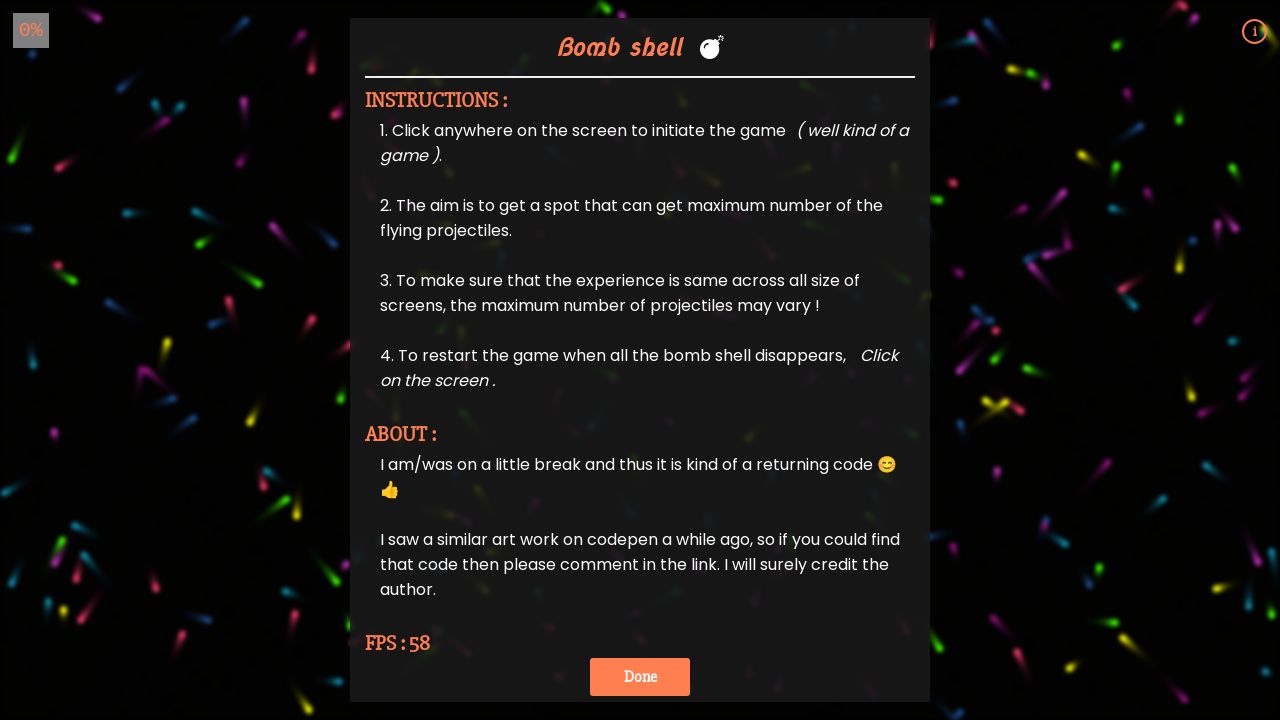 0%
i
Bomb shell 💣
INSTRUCTIONS :
1. Click anywhere on the screen to initiate the game ( well kind of a
game ).
2. The aim is to get a spot that can get maximum number of the
flying projectiles.
3. To make sure that the experience is same across all size of
screens, the maximum number of projectiles may vary !
4. To restart the game when all the bomb shell disappears, Click
on the screen .
ABOUT :
I am/was on a little break and thus it is kind of a returning code 😊
👍
I saw a similar art work on codepen a while ago, so if you could find
that code then please comment in the link. I will surely credit the
author.
FPS : 58
Done